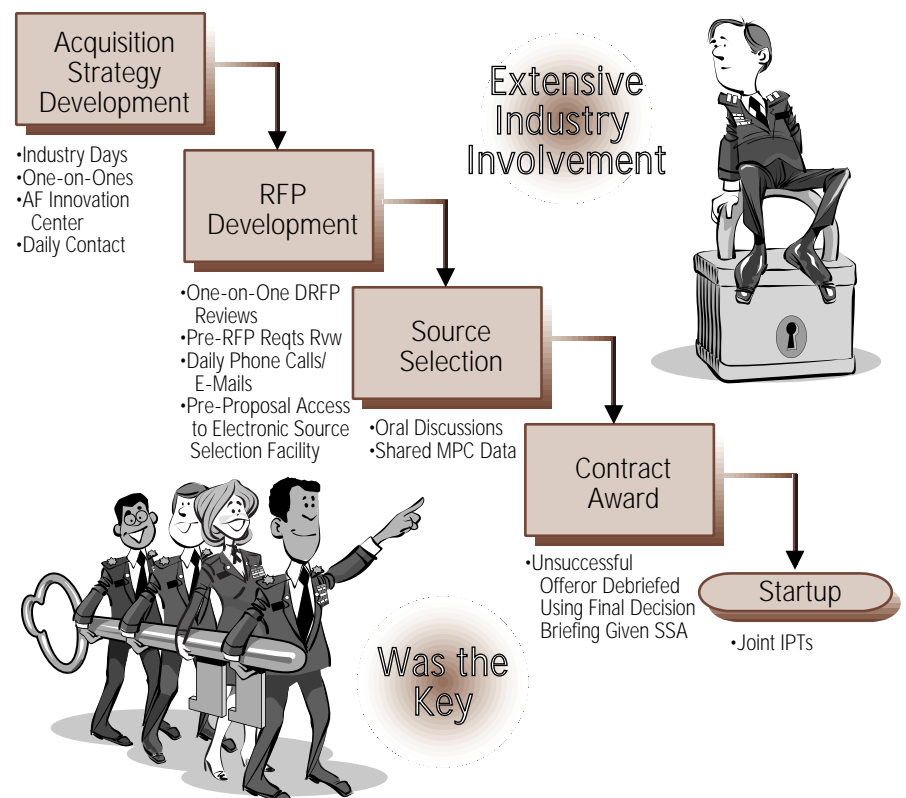 Acquisition
Strategy
Development
•Industry Days
•One-on-Ones
•AF Innovation
Center
•Daily Contact
Extensive
Industry
Involvement
RFP
Development
•One-on-One DRFP
Reviews
•Pre-RFP Reqts Rvw
•Daily Phone Calls/
E-Mails
•Pre-Proposal Access
to Electronic Source
Selection Facility
Source
Selection
•Oral Discussions
•Shared MPC Data
Contract
Award
•Unsuccessful
Offeror Debriefed
Using Final Decision
Briefing Given SSA
Startup
•Joint IPTs
Was the
Key